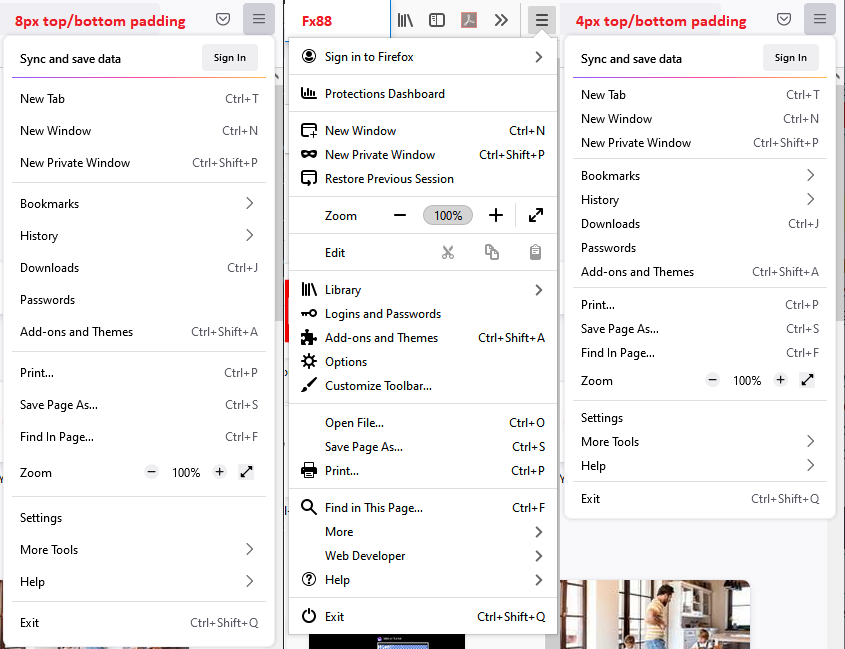 8px top/bottom padding
Sync and save data Sign In
New Tab Ctrl+T
New Window Ctrl+N
New Private Window Ctrl+Shift+P
Bookmarks
History
Downloads Ctrl+J
Passwords
Add-ons and Themes Ctrl+Shift+A
Print... Ctrl+P
Save Page As... Ctrl+S
Find In Page... Ctrl+F
Zoom − 100% +
Settings
More Tools
Help
Exit Ctrl+Shift+Q
Fx88
Sign in to Firefox
Protections Dashboard
New Window Ctrl+N
New Private Window Ctrl+Shift+P
Restore Previous Session
Zoom − 100% +
Edit
Library
Logins and Passwords
Add-ons and Themes Ctrl+Shift+A
Options
Customize Toolbar...
Open File... Ctrl+O
Save Page As... Ctrl+S
Print... Ctrl+P
Find in This Page... Ctrl+F
More
Web Developer
Help
Exit Ctrl+Shift+Q
4px top/bottom padding
Sync and save data Sign In
New Tab Ctrl+T
New Window Ctrl+N
New Private Window Ctrl+Shift+P
Bookmarks
History
Downloads Ctrl+J
Passwords
Add-ons and Themes Ctrl+Shift+A
Print... Ctrl+P
Save Page As... Ctrl+S
Find In Page... Ctrl+F
Zoom − 100% +
Settings
More Tools
Help
Exit Ctrl+Shift+Q